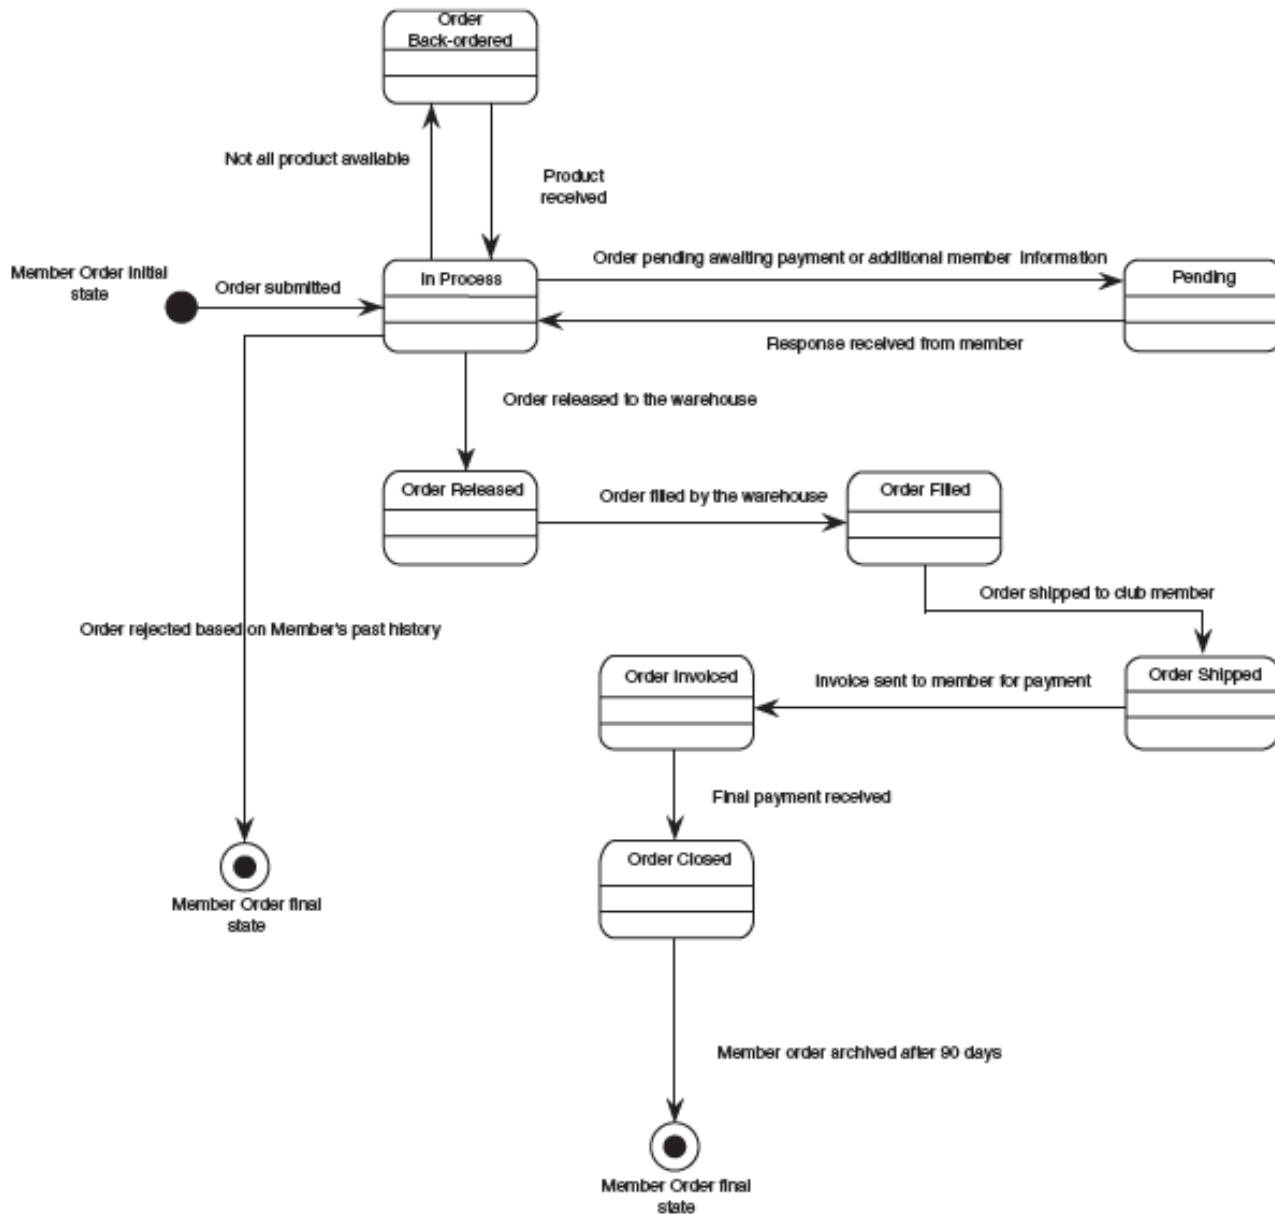 Order
Back-ordered
Not all product available
Product
received
Member Order Initial
state
Order submitted
In Process
Order pending awaiting payment or additional member Information
Pending
Response received from member
Order released to the warehouse
Order Released
Order filled by the warehouse
Order Filled
Order shipped to club member
Order rejected based on Member's past history
Order Invoiced
Invoice sent to member for payment
Order Shipped
Final payment received
Order Closed
Member Order final
state
Member order archived after 90 days
Member Order final
state